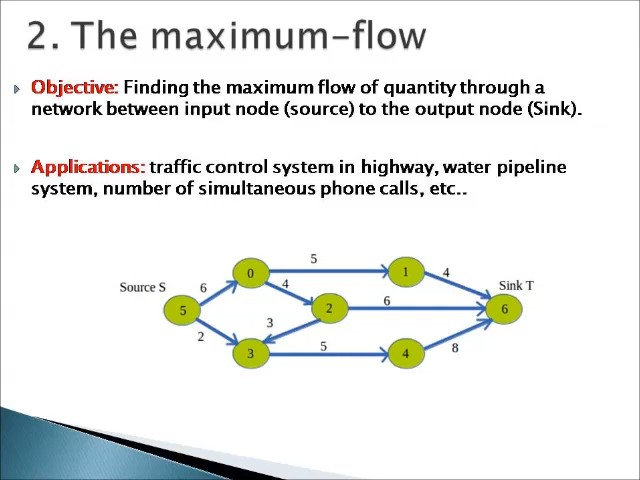 2. The maximum-flow
Objective: Finding the maximum flow of quantity through a
network between input node (source) to the output node (Sink).
Applications: traffic control system in highway, water pipeline
system, number of simultaneous phone calls, etc..
5
0
1
4
4
Source S
6
Sink T
5
2
6
6
2
3
3
5
4
8